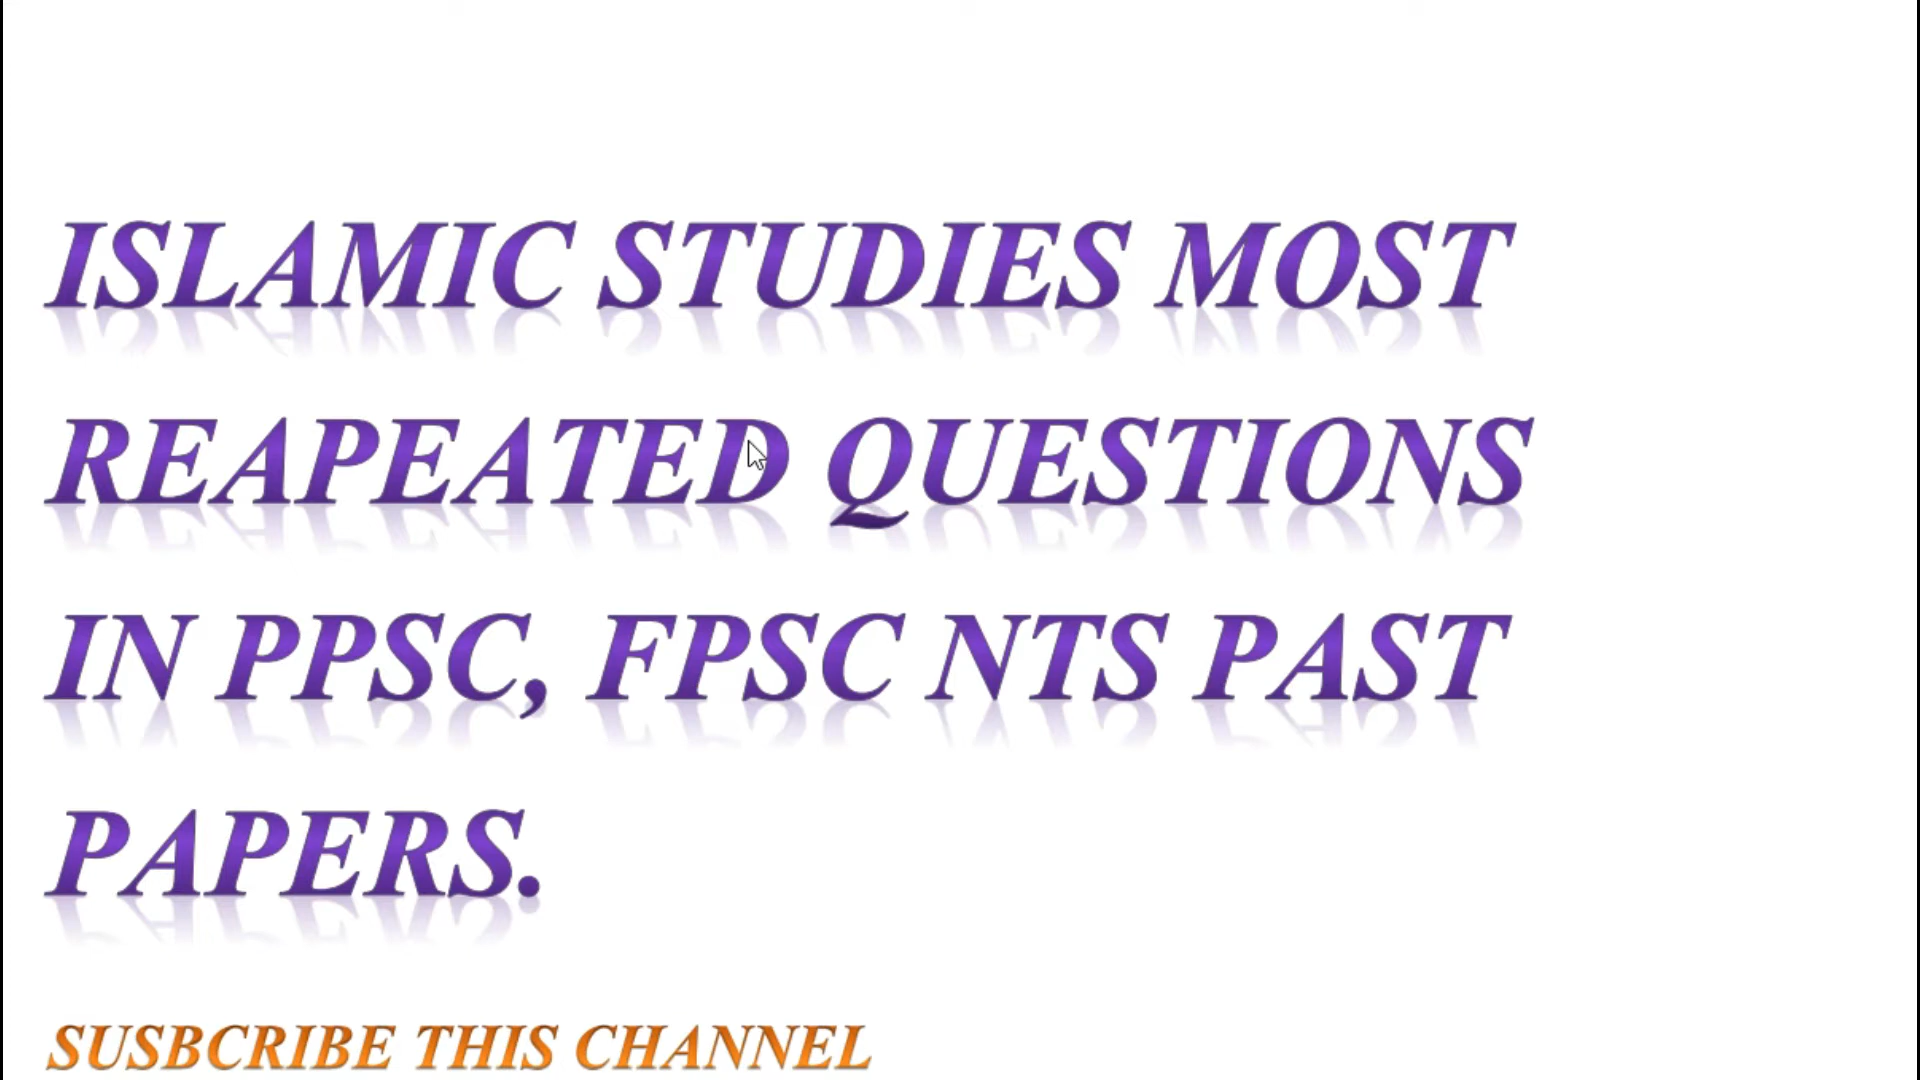 ISLAMIC STUDIES MOST
REAPEATED QUESTIONS
IN PPSC, FPSC NTS PAST
PAPERS.
SUSBCRIBE THIS CHANNEL